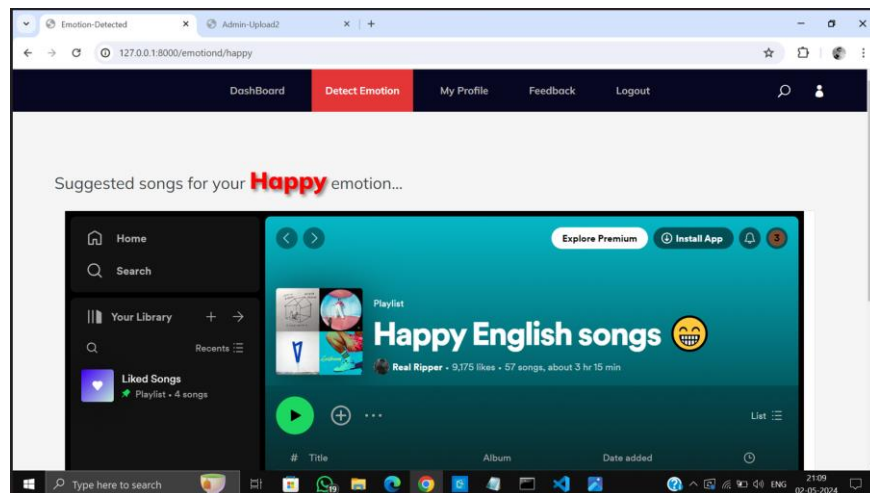 Emotion-Detected
Admin-Upload2
127.0.0.1:8000/emotiond/happy
DashBoard Detect Emotion My Profile Feedback Logout
Suggested songs for your Happy emotion...
Home
Search
Your Library
Recents
Liked Songs
Playlist • 4 songs
Explore Premium
Install App
3
Playlist
Happy English songs 😁
Real Ripper • 9,175 likes • 57 songs, about 3 hr 15 min
List
# Title Album Date added
Type here to search
19
ENG
21:09
02-05-2024